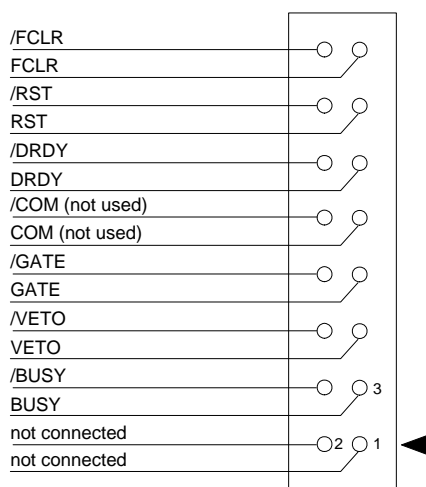 /FCLR
FCLR
/RST
RST
/DRDY
DRDY
/COM (not used)
COM (not used)
/GATE
GATE
/VETO
VETO
/BUSY
3
BUSY
not connected
2 1
not connected